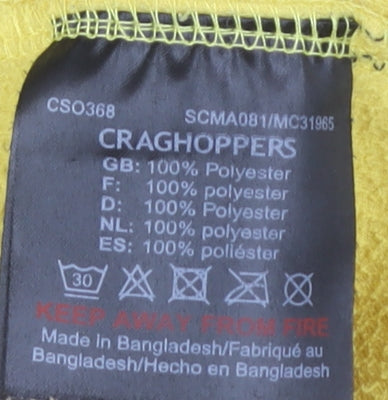 CSO368 SCMA081/MC31965
CRAGHOPPERS
GB: 100% Polyester
F: 100% polyester
D: 100% Polyester
NL: 100% Polyester
ES: 100% poliéster
30
KEEP AWAY FROM FIRE
Made in Bangladesh/Fabriqué au
Bangladesh/Hecho en Bangladesh